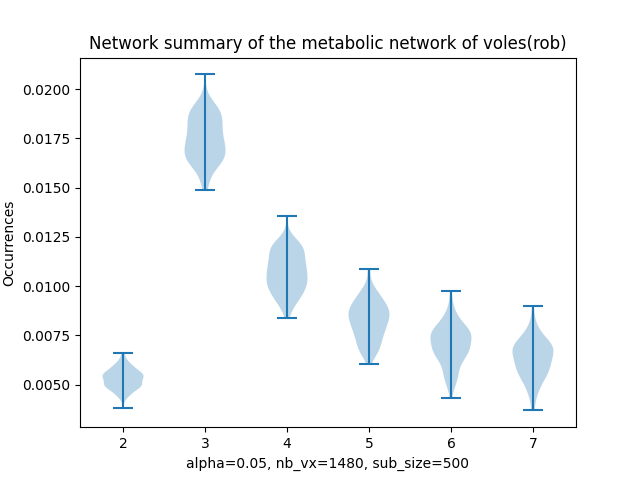 Network summary of the metabolic network of voles(rob)
0.0200
0.0175
0.0150
0.0125
0.0100
0.0075
0.0050
Occurrences
2 3 4 5 6 7
alpha=0.05, nb_vx=1480, sub_size=500